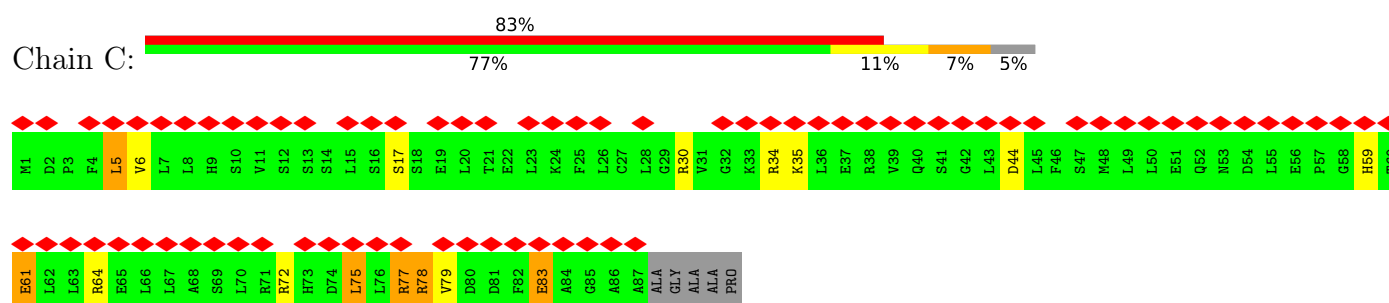 83%
Chain C:
77% 11% 7% 5%
M1 D2 P3 F4 L5 V6 L7 L8 H9 S10 V11 S12 S13 S14 L15 S16 S17 S18 E19 L20 T21 E22 L23 K24 F25 L26 C27 L28 G29 R30 V31 G32 K33 R34 K35 L36 E37 R38 V39 Q40 S41 G42 L43 D44 L45 F46 S47 M48 L49 L50 E51 Q52 N53 D54 L55 E56 P57 G58 H59
E61 L62 L63 R64 E65 L66 L67 A68 S69 L70 R71 R72 H73 D74 L75 L76 R77 R78 V79 D80 D81 F82 E83 A84 G85 A86 A87 ALA GLY ALA ALA PRO